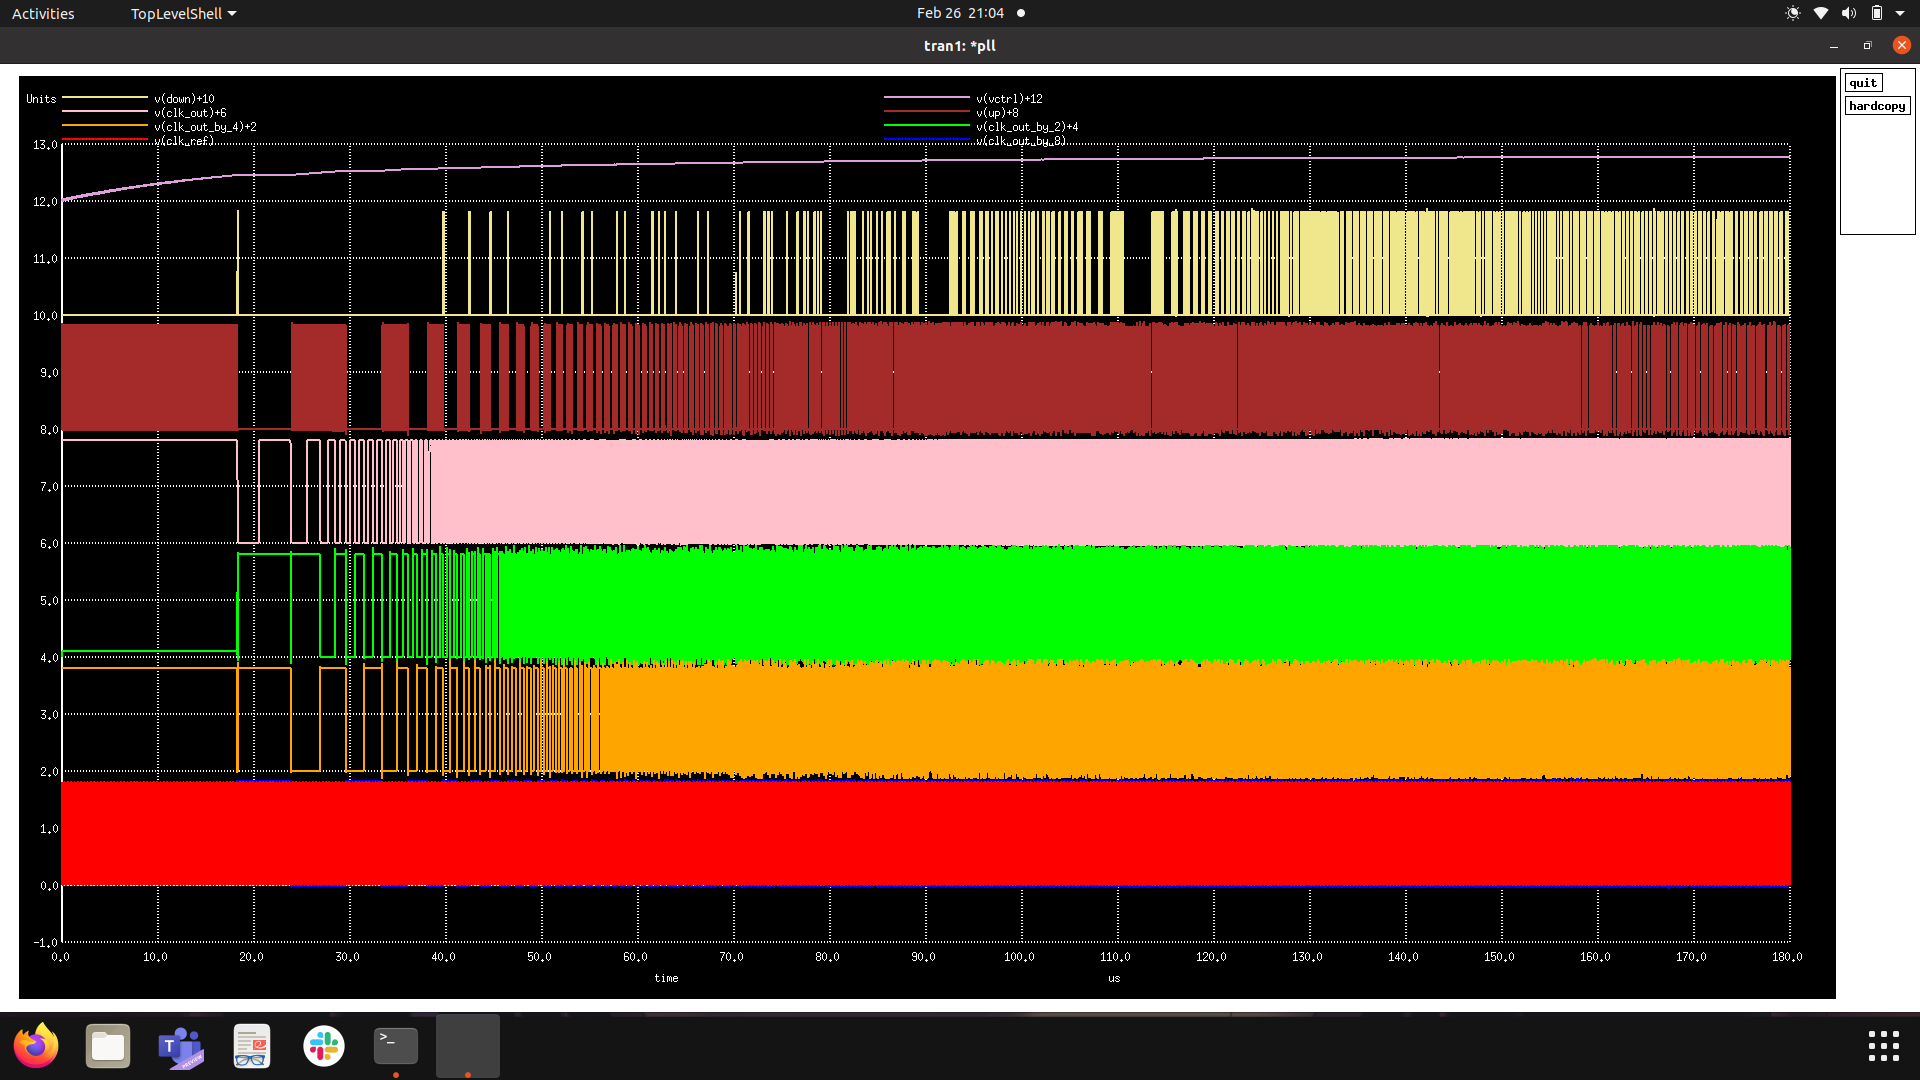 Activities
TopLevelShell
Feb 26 21:04
tran1: *pll
quit
hardcopy
Units
v(down)+10
v(clk_out)+6
v(clk_out_by_4)+2
v(clk_ref)
v(vctrl)+12
v(up)+8
v(clk_out_by_2)+4
v(clk_out_by_8)
13.0
12.0
11.0
10.0
9.0
8.0
7.0
6.0
5.0
4.0
3.0
2.0
1.0
0.0
-1.0
0.0 10.0 20.0 30.0 40.0 50.0 60.0 70.0 80.0 90.0 100.0 110.0 120.0 130.0 140.0 150.0 160.0 170.0 180.0
time us
T
PREVIEW
>_